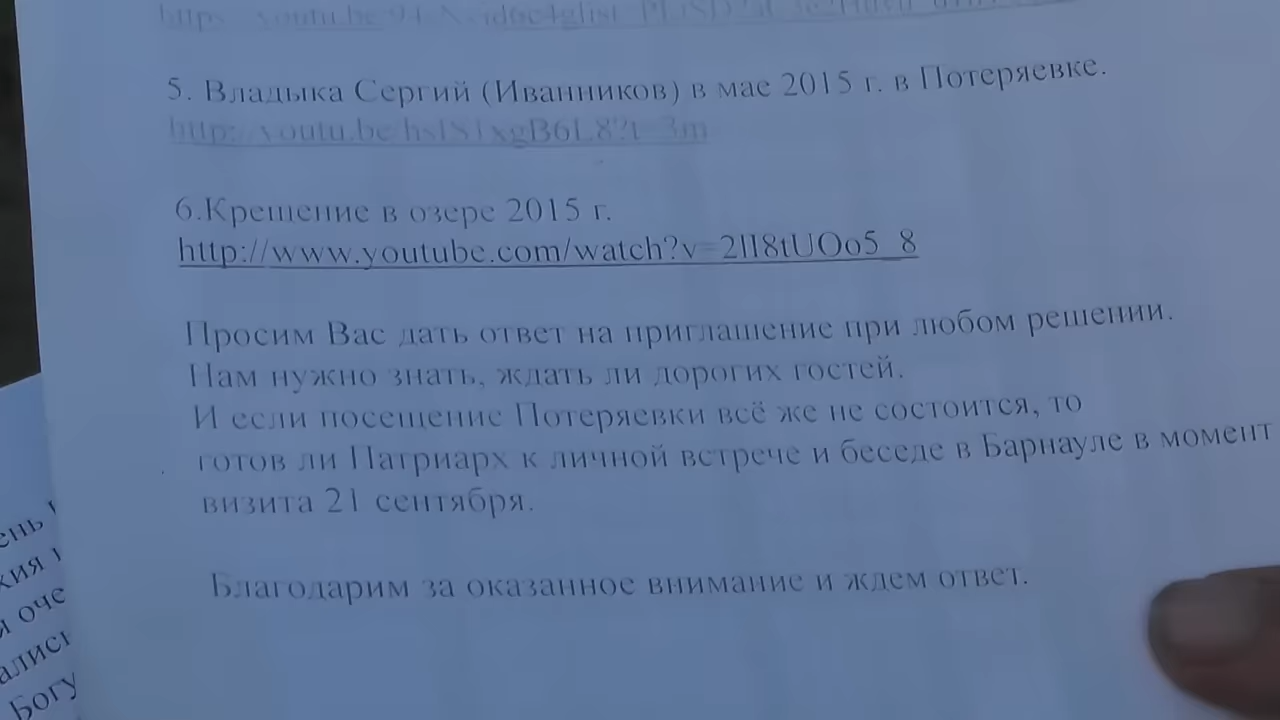 5. Владыка Сергий (Иванников) в мае 2015 г. в Потеряевке.
6.Крещение в озере 2015 г.
http://www.youtube.com/watch?v=2lI8tUOo5_8
Просим Вас дать ответ на приглашение при любом решении.
Нам нужно знать, ждать ли дорогих гостей.
И если посещение Потеряевки всё же не состоится, то
готов ли Патриарх к личной встрече и беседе в Барнауле в момент
визита 21 сентября.
Благодарим за оказанное внимание и ждем ответ.
оче
Богу